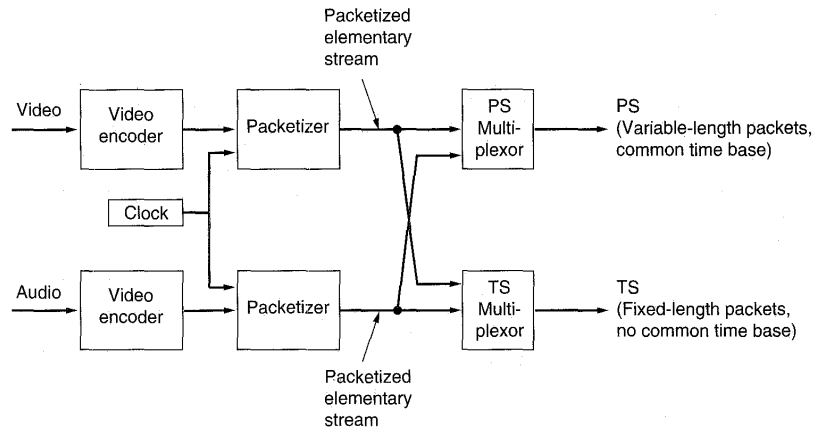 Packetized
elementary
stream
Video
Video
encoder
Packetizer
PS
Multi-
plexor
PS
(Variable-length packets,
common time base)
Clock
Audio
Video
encoder
Packetizer
TS
Multi-
plexor
TS
(Fixed-length packets,
no common time base)
Packetized
elementary
stream